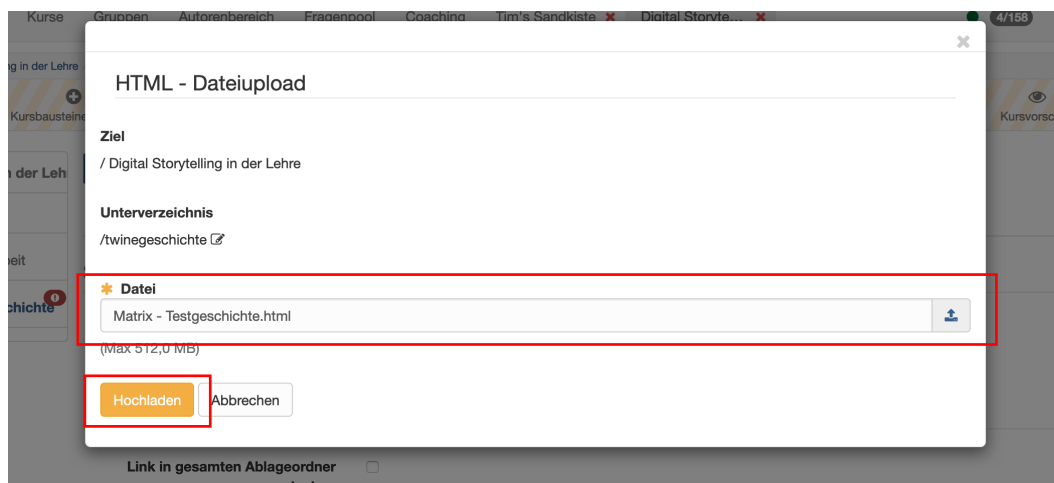 Kurse Gruppen Autorenbereich Fragenpool Coaching Tim's Sandkiste Digital Storyte... 4/158
ng in der Lehre
HTML - Dateiupload
Kursbausteine
Kursvorsc
Ziel
/ Digital Storytelling in der Lehre
n der Leh
Unterverzeichnis
/twinegeschichte
beit
* Datei
chichte
Matrix - Testgeschichte.html
(Max 512,0 MB)
Hochladen Abbrechen
Link in gesamten Ablageordner